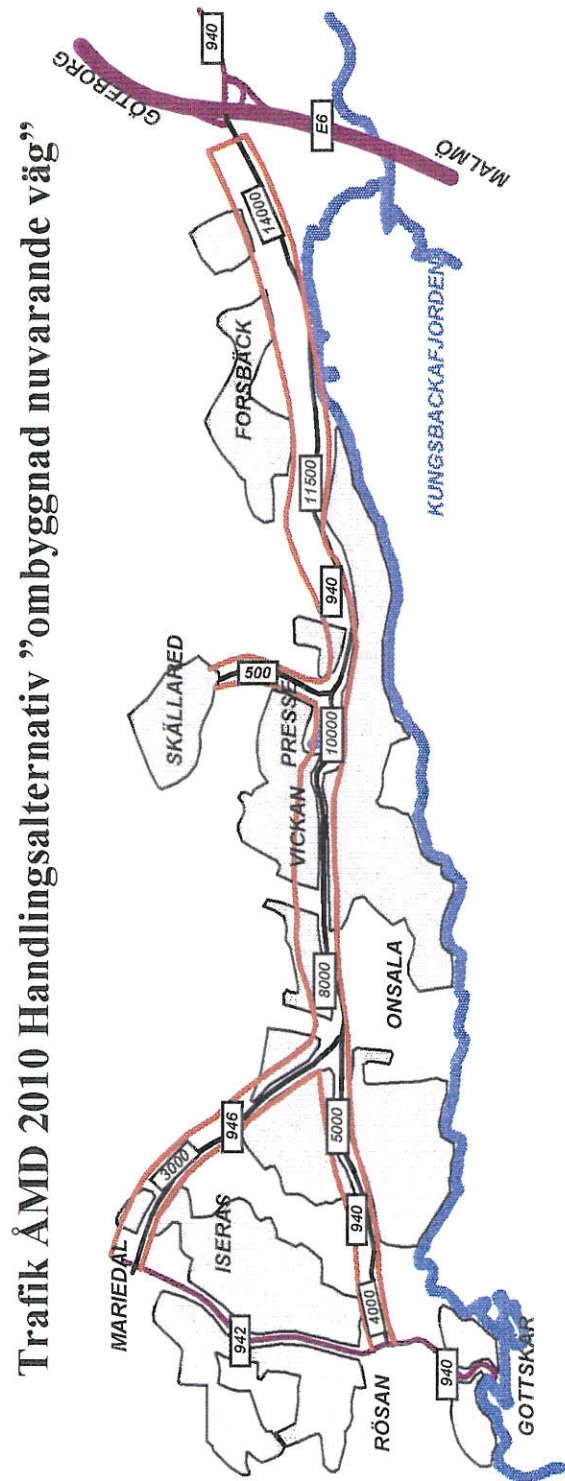 Trafik ÅMD 2010 Handlingsalternativ ”ombyggnad nuvarande väg”
GÖTEBORG
940
E6
MALMÖ
14000
FORSBÄCK
KUNGSBACKAFJORDEN
11500
940
SKÄLLARED
500
PRESSE
10000
VICKAN
8000
ONSALA
MARIEDAL
3000
946
5000
ISERÅS
940
942
4000
RÖSAN
940
GOTTSKÄR